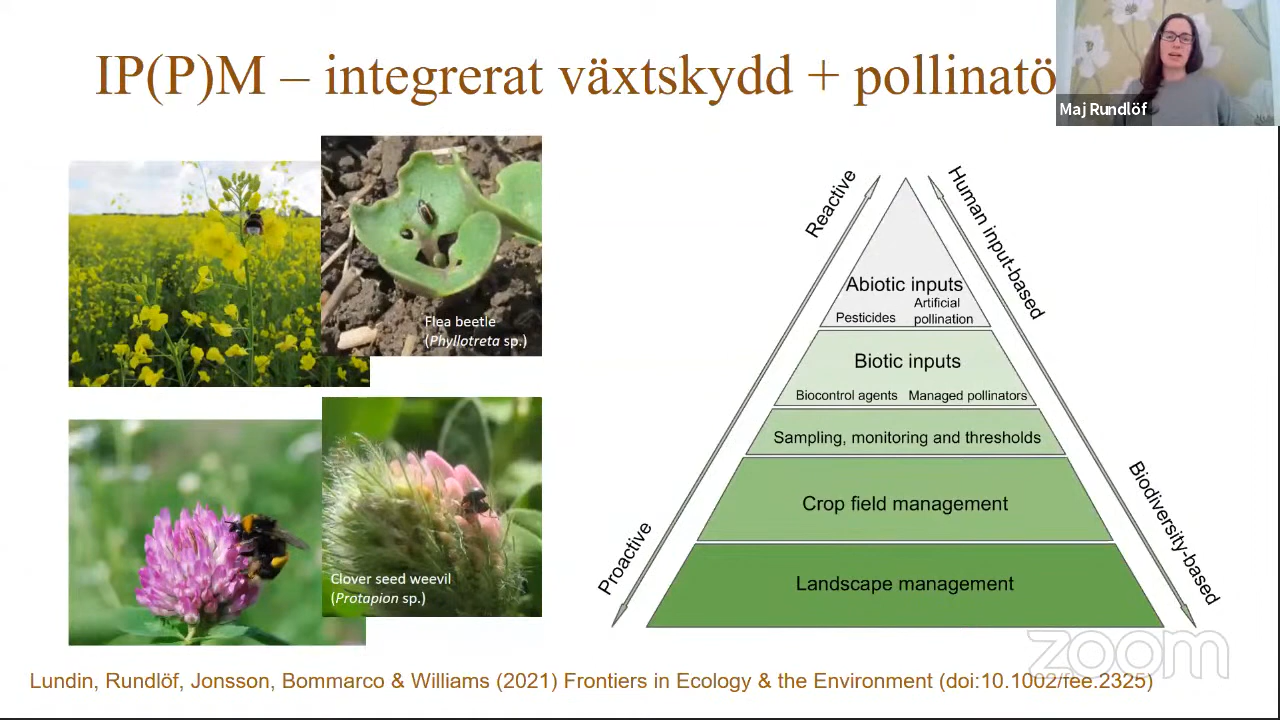 IP(P)M – integrerat växtskydd + pollinatö
Maj Rundlöf
Flea beetle
(Phyllotreta sp.)
Clover seed weevil
(Protapion sp.)
Reactive
Proactive
Human input-based
Biodiversity-based
Abiotic inputs
Pesticides
Artificial
pollination
Biotic inputs
Biocontrol agents Managed pollinators
Sampling, monitoring and thresholds
Crop field management
Landscape management
zoom
Lundin, Rundlöf, Jonsson, Bommarco & Williams (2021) Frontiers in Ecology & the Environment (doi:10.1002/fee.2325)